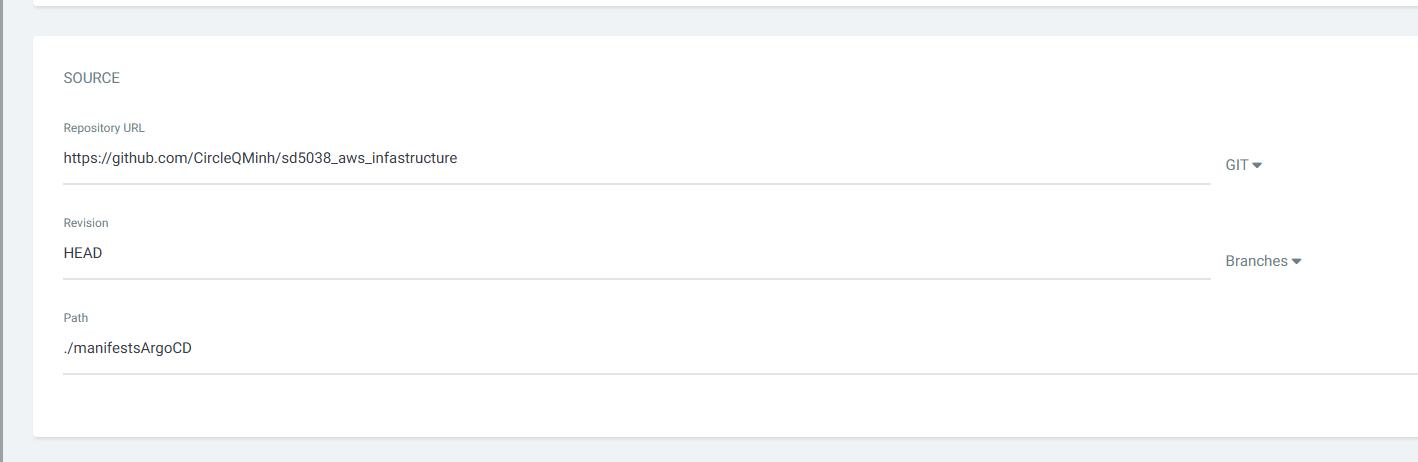 SOURCE
Repository URL
https://github.com/CircleQMinh/sd5038_aws_infastructure
GIT
Revision
HEAD
Branches
Path
./manifestsArgoCD